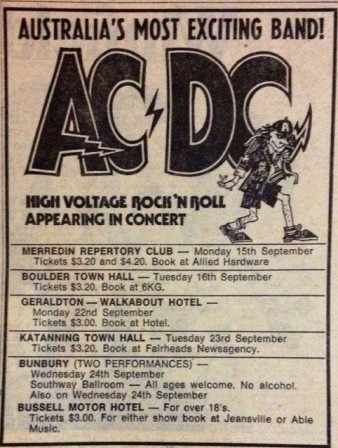 AUSTRALIA'S MOST EXCITING BAND!
AC DC
HIGH VOLTAGE ROCK 'N ROLL
APPEARING IN CONCERT
MERREDIN REPERTORY CLUB — Monday 15th September
Tickets $3.20 and $4.20. Book at Allied Hardware
BOULDER TOWN HALL — Tuesday 16th September
Tickets $3.20. Book at 6KG.
GERALDTON — WALKABOUT HOTEL —
Monday 22nd September
Tickets $3.00. Book at Hotel.
KATANNING TOWN HALL — Tuesday 23rd September
Tickets $3.20. Book at Fairheads Newsagency.
BUNBURY (TWO PERFORMANCES) —
Wednesday 24th September
Southway Ballroom — All ages welcome. No alcohol.
Also on Wednesday 24th September
BUSSELL MOTOR HOTEL — For over 18's.
Tickets $3.00. For either show book at Jeansville or Able
Music.